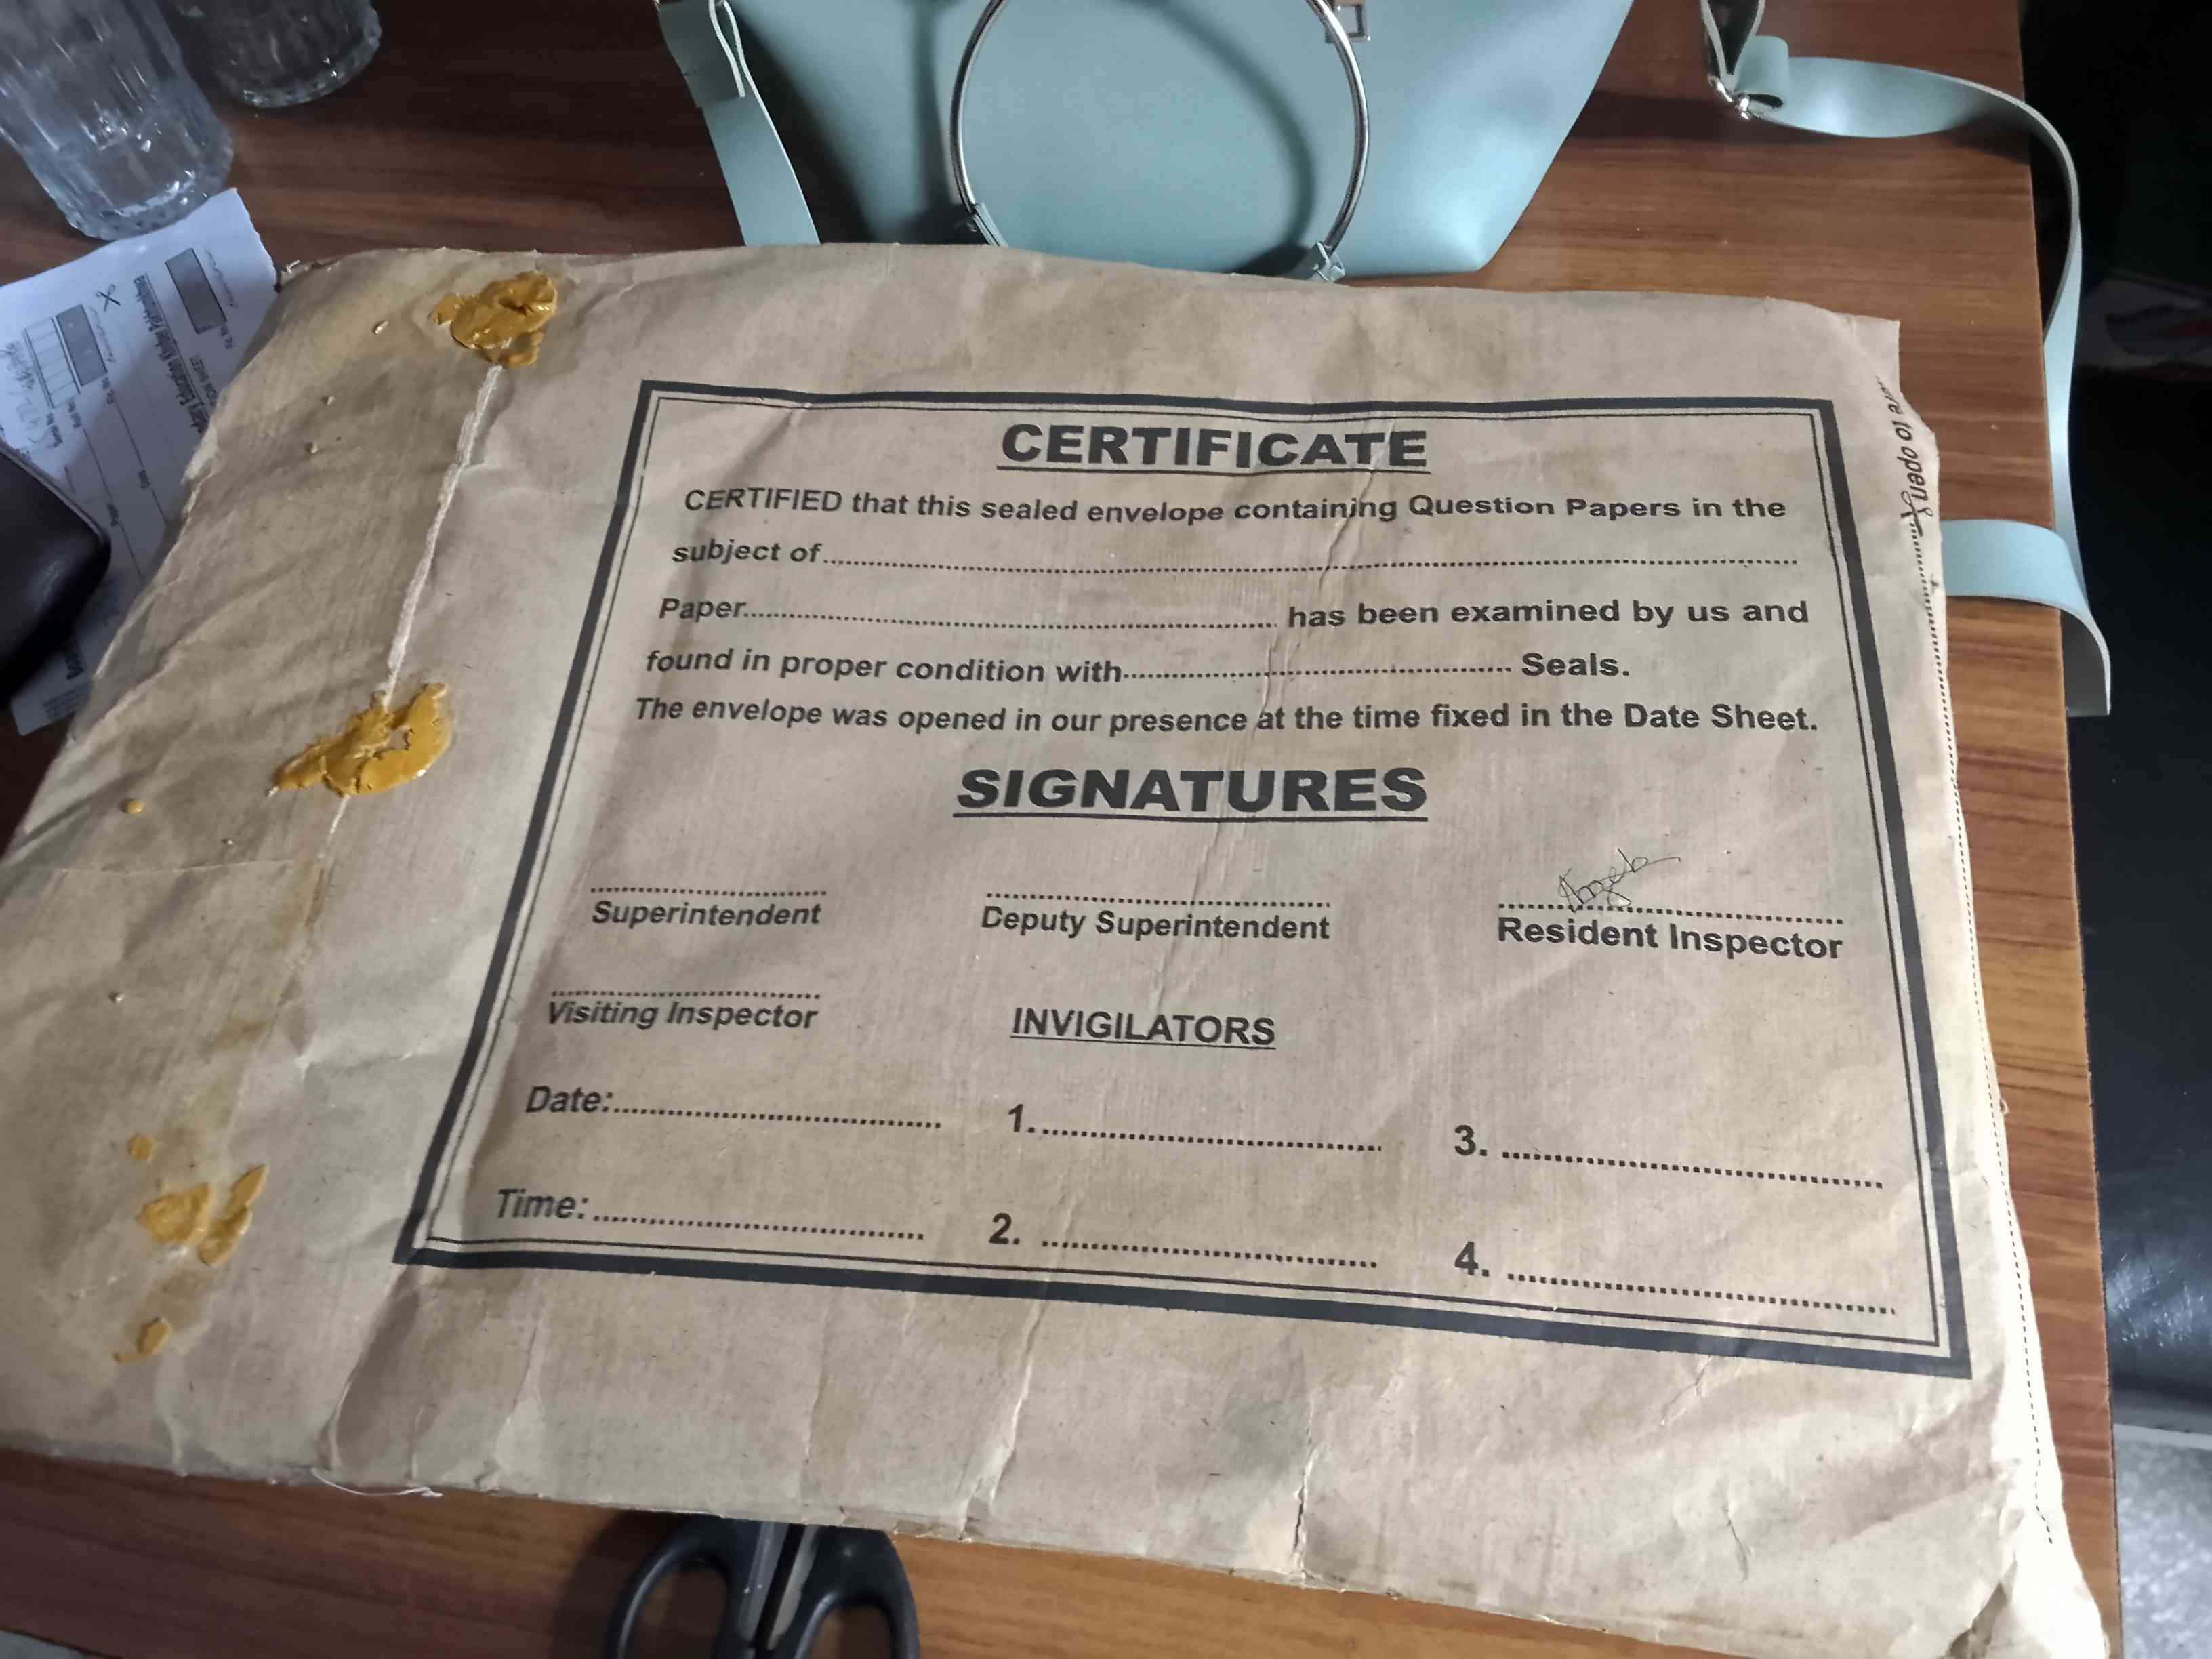 CERTIFICATE
CERTIFIED that this sealed envelope containing Question Papers in the
subject of
Paper has been examined by us and
found in proper condition with Seals.
The envelope was opened in our presence at the time fixed in the Date Sheet.
SIGNATURES
Superintendent
Deputy Superintendent
Resident Inspector
Visiting Inspector
INVIGILATORS
Date:
1.
3.
Time:
2.
4.
to open